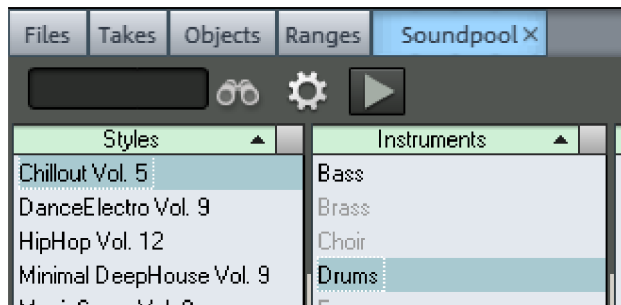 Files Takes Objects Ranges Soundpool ×
Styles Instruments
Chillout Vol. 5 Bass
DanceElectro Vol. 9 Brass
HipHop Vol. 12 Choir
Minimal DeepHouse Vol. 9 Drums